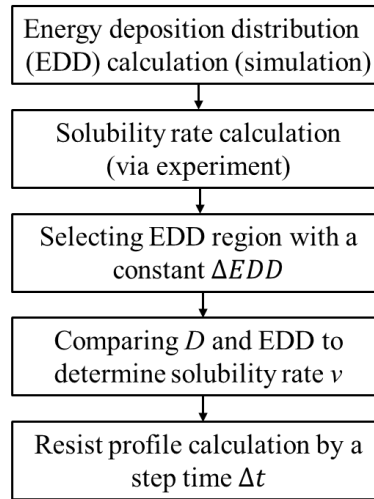 Energy deposition distribution
(EDD) calculation (simulation)
Solubility rate calculation
(via experiment)
Selecting EDD region with a
constant ΔEDD
Comparing D and EDD to
determine solubility rate v
Resist profile calculation by a
step time Δt